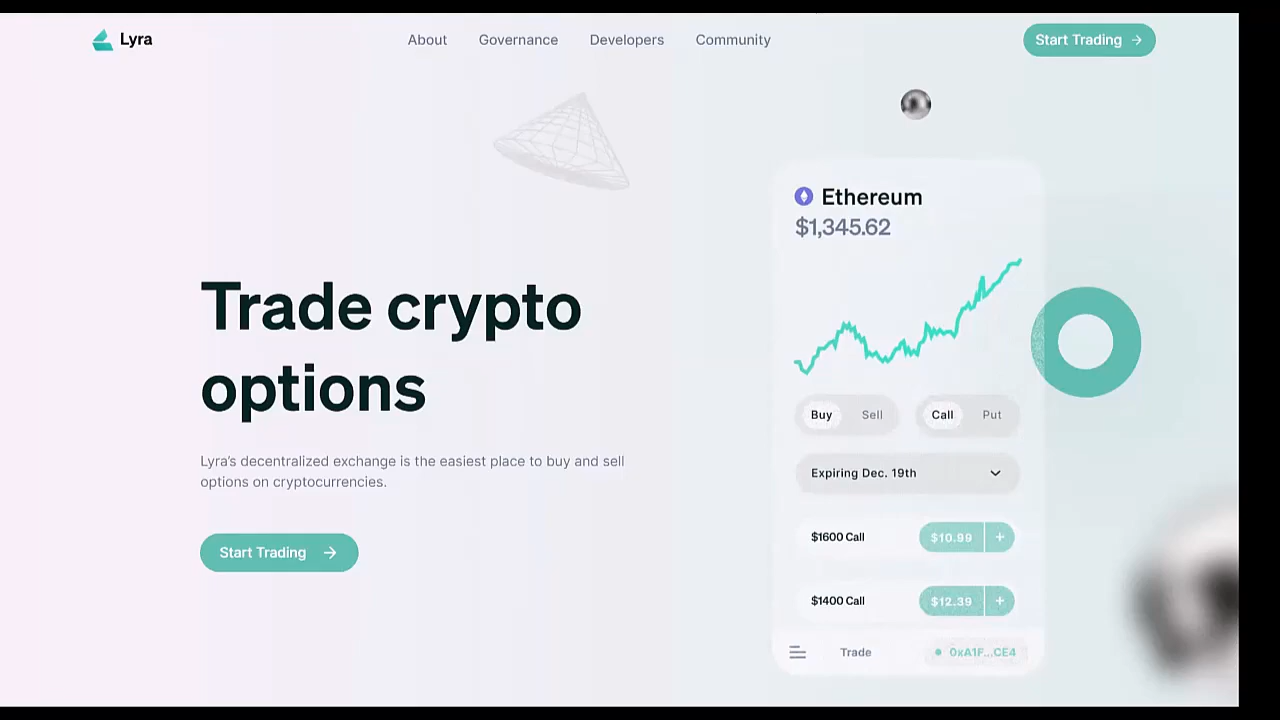 Lyra
About Governance Developers Community
Start Trading →
Ethereum
$1,345.62
Trade crypto
options
Lyra's decentralized exchange is the easiest place to buy and sell
options on cryptocurrencies.
Start Trading →
Buy Sell Call Put
Expiring Dec. 19th
$1600 Call $10.99 +
$1400 Call $12.39 +
Trade 0xA1F...CE4